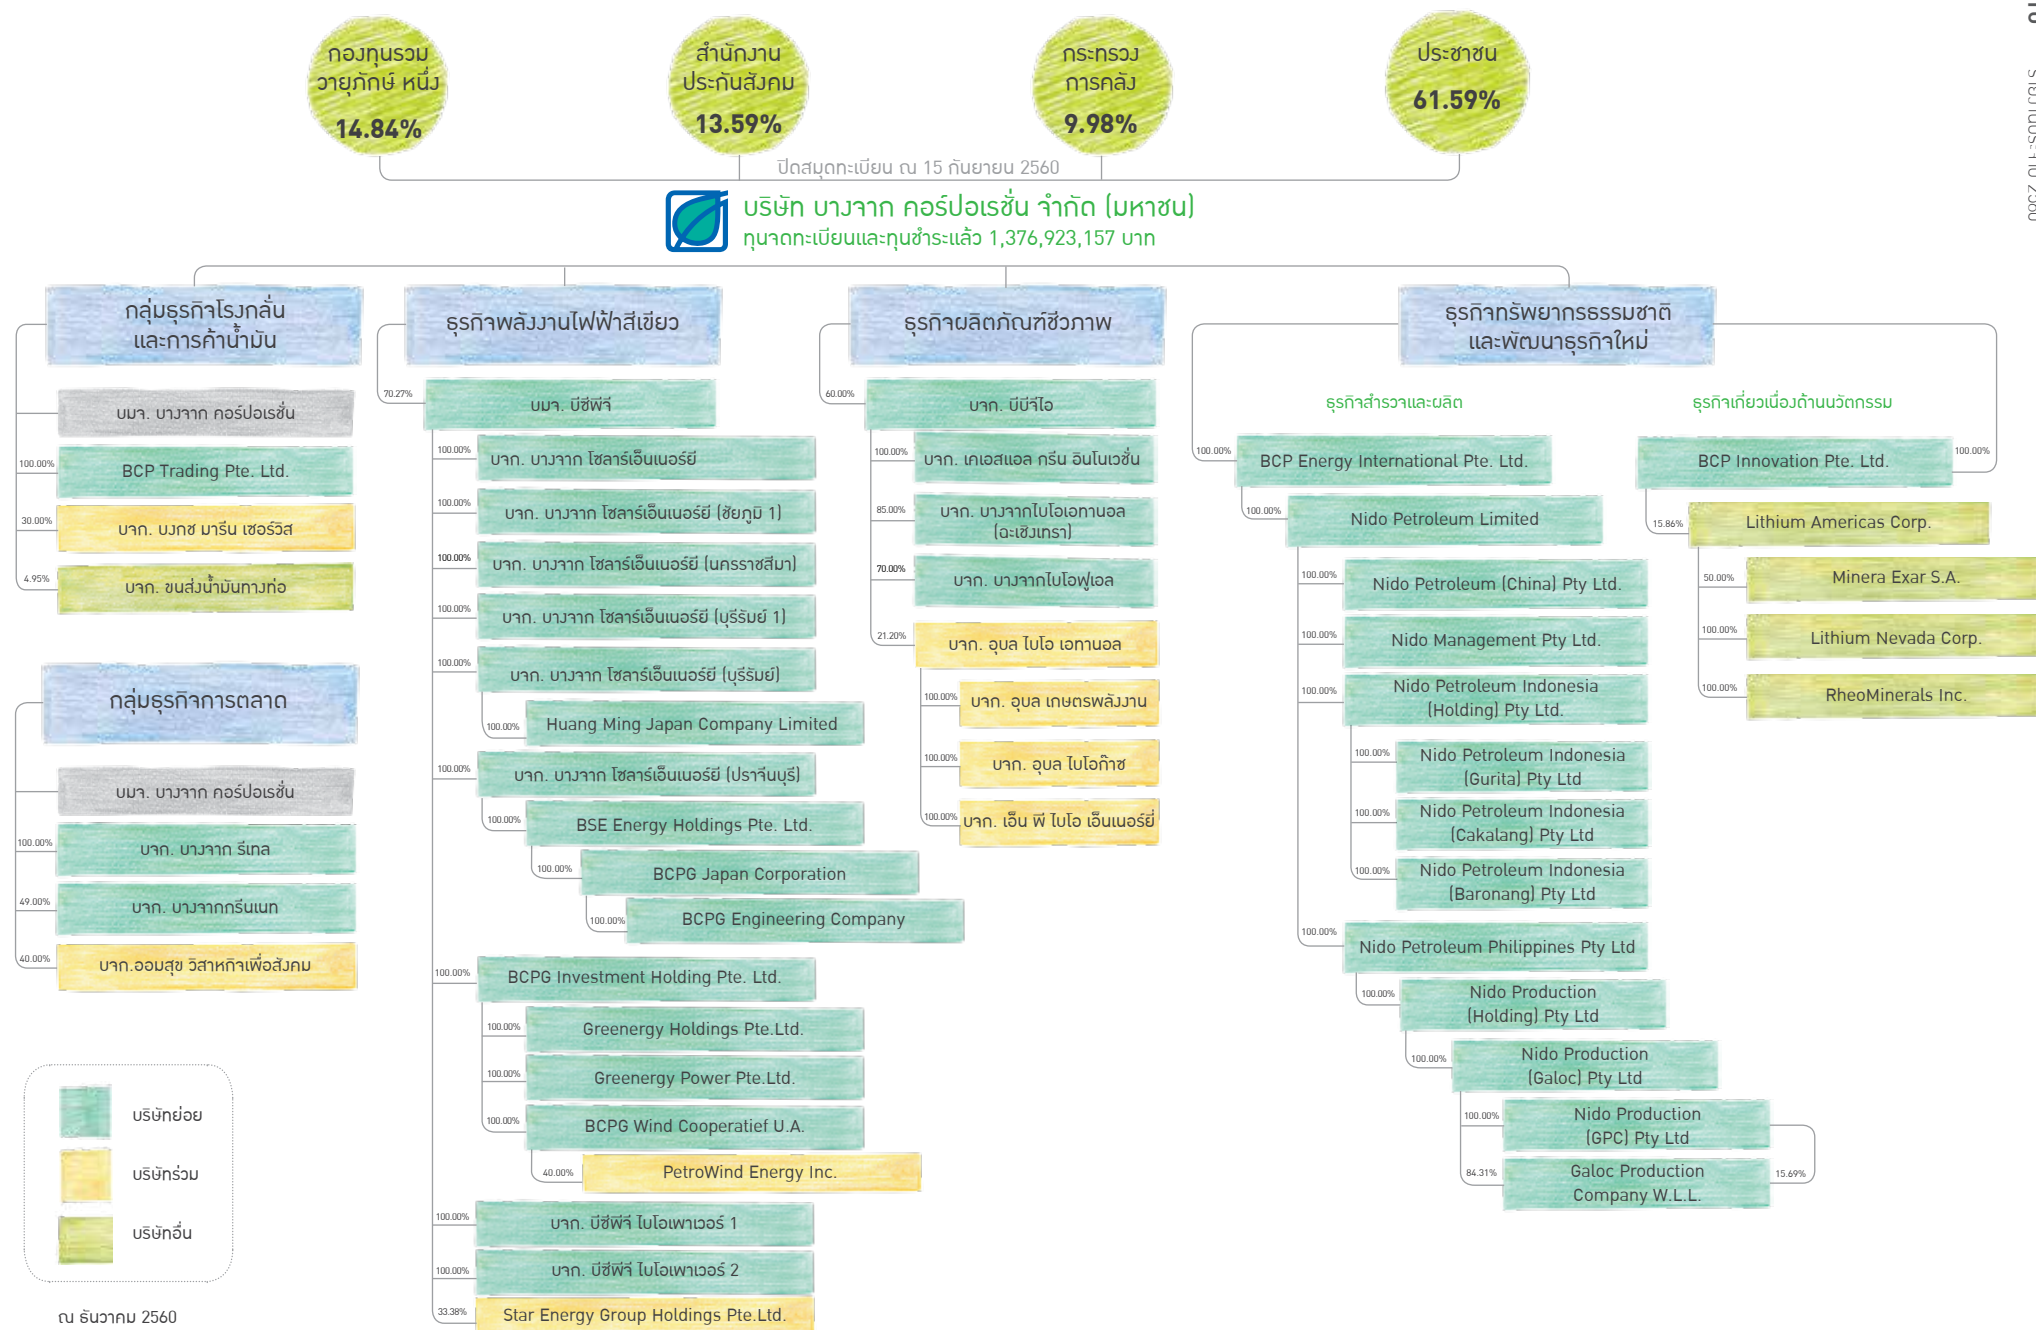 กองทุนรวม
วายุภักษ์ หนึ่ง
14.84%
สำนักงาน
ประกันสังคม
13.59%
กระทรวง
การคลัง
9.98%
ประชาชน
61.59%
ปิดสมุดทะเบียน ณ 15 กันยายน 2560
บริษัท บางจาก คอร์ปอเรชั่น จำกัด (มหาชน)
ทุนจดทะเบียนและทุนชำระแล้ว 1,376,923,157 บาท
กลุ่มธุรกิจโรงกลั่น
และการค้าน้ำมัน
บมจ. บางจาก คอร์ปอเรชั่น
100.00%
BCP Trading Pte. Ltd.
30.00%
บจก. บงกช มารีน เซอร์วิส
4.95%
บจก. ขนส่งน้ำมันทางท่อ
กลุ่มธุรกิจการตลาด
บมจ. บางจาก คอร์ปอเรชั่น
100.00%
บจก. บางจาก รีเทล
49.00%
บจก. บางจากกรีนเนท
40.00%
บจก.ออมสุข วิสาหกิจเพื่อสังคม
ธุรกิจพลังงานไฟฟ้าสีเขียว
70.27%
บมจ. บีซีพีจี
100.00%
บจก. บางจาก โซลาร์เอ็นเนอร์ยี
100.00%
บจก. บางจาก โซลาร์เอ็นเนอร์ยี (ชัยภูมิ 1)
100.00%
บจก. บางจาก โซลาร์เอ็นเนอร์ยี (นครราชสีมา)
100.00%
บจก. บางจาก โซลาร์เอ็นเนอร์ยี (บุรีรัมย์ 1)
100.00%
บจก. บางจาก โซลาร์เอ็นเนอร์ยี (บุรีรัมย์)
100.00%
Huang Ming Japan Company Limited
100.00%
บจก. บางจาก โซลาร์เอ็นเนอร์ยี (ปราจีนบุรี)
100.00%
BSE Energy Holdings Pte. Ltd.
100.00%
BCPG Japan Corporation
100.00%
BCPG Engineering Company
100.00%
BCPG Investment Holding Pte. Ltd.
100.00%
Greenergy Holdings Pte.Ltd.
100.00%
Greenergy Power Pte.Ltd.
100.00%
BCPG Wind Cooperatief U.A.
40.00%
PetroWind Energy Inc.
100.00%
บจก. บีซีพีจี ไบโอเพาเวอร์ 1
100.00%
บจก. บีซีพีจี ไบโอเพาเวอร์ 2
33.38%
Star Energy Group Holdings Pte.Ltd.
ธุรกิจผลิตภัณฑ์ชีวภาพ
60.00%
บจก. บีบีจีไอ
100.00%
บจก. เคเอสแอล กรีน อินโนเวชั่น
85.00%
บจก. บางจากไบโอเอทานอล
(ฉะเชิงเทรา)
70.00%
บจก. บางจากไบโอฟูเอล
21.20%
บจก. อุบล ไบโอ เอทานอล
100.00%
บจก. อุบล เกษตรพลังงาน
100.00%
บจก. อุบล ไบโอก๊าซ
100.00%
บจก. เอ็น พี ไบโอ เอ็นเนอร์ยี่
ธุรกิจทรัพยากรธรรมชาติ
และพัฒนาธุรกิจใหม่
ธุรกิจสำรวจและผลิต
100.00%
BCP Energy International Pte. Ltd.
100.00%
Nido Petroleum Limited
100.00%
Nido Petroleum (China) Pty Ltd.
100.00%
Nido Management Pty Ltd.
100.00%
Nido Petroleum Indonesia
(Holding) Pty Ltd.
100.00%
Nido Petroleum Indonesia
(Gurita) Pty Ltd
100.00%
Nido Petroleum Indonesia
(Cakalang) Pty Ltd
100.00%
Nido Petroleum Indonesia
(Baronang) Pty Ltd
100.00%
Nido Petroleum Philippines Pty Ltd
100.00%
Nido Production
(Holding) Pty Ltd
100.00%
Nido Production
(Galoc) Pty Ltd
100.00%
Nido Production
(GPC) Pty Ltd
84.31%
Galoc Production
Company W.L.L.
15.69%
ธุรกิจเกี่ยวเนื่องด้านนวัตกรรม
BCP Innovation Pte. Ltd.
100.00%
15.86%
Lithium Americas Corp.
50.00%
Minera Exar S.A.
100.00%
Lithium Nevada Corp.
100.00%
RheoMinerals Inc.
บริษัทย่อย
บริษัทร่วม
บริษัทอื่น
ณ ธันวาคม 2560